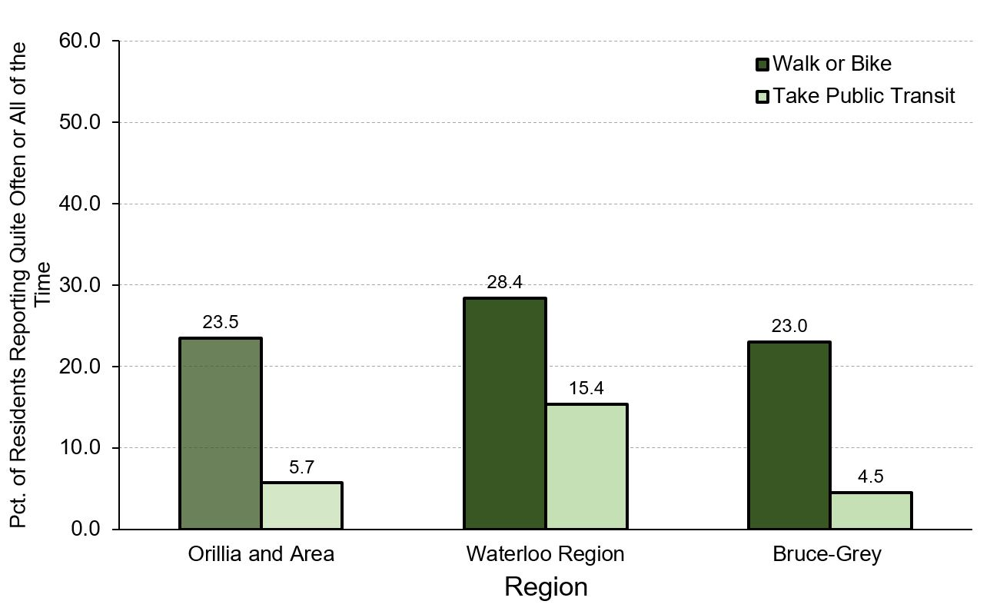 Pct. of Residents Reporting Quite Often or All of the
Time
60.0
50.0
40.0
30.0
20.0
10.0
0.0
Walk or Bike
Take Public Transit
23.5
5.7
28.4
15.4
23.0
4.5
Orillia and Area
Waterloo Region
Bruce-Grey
Region